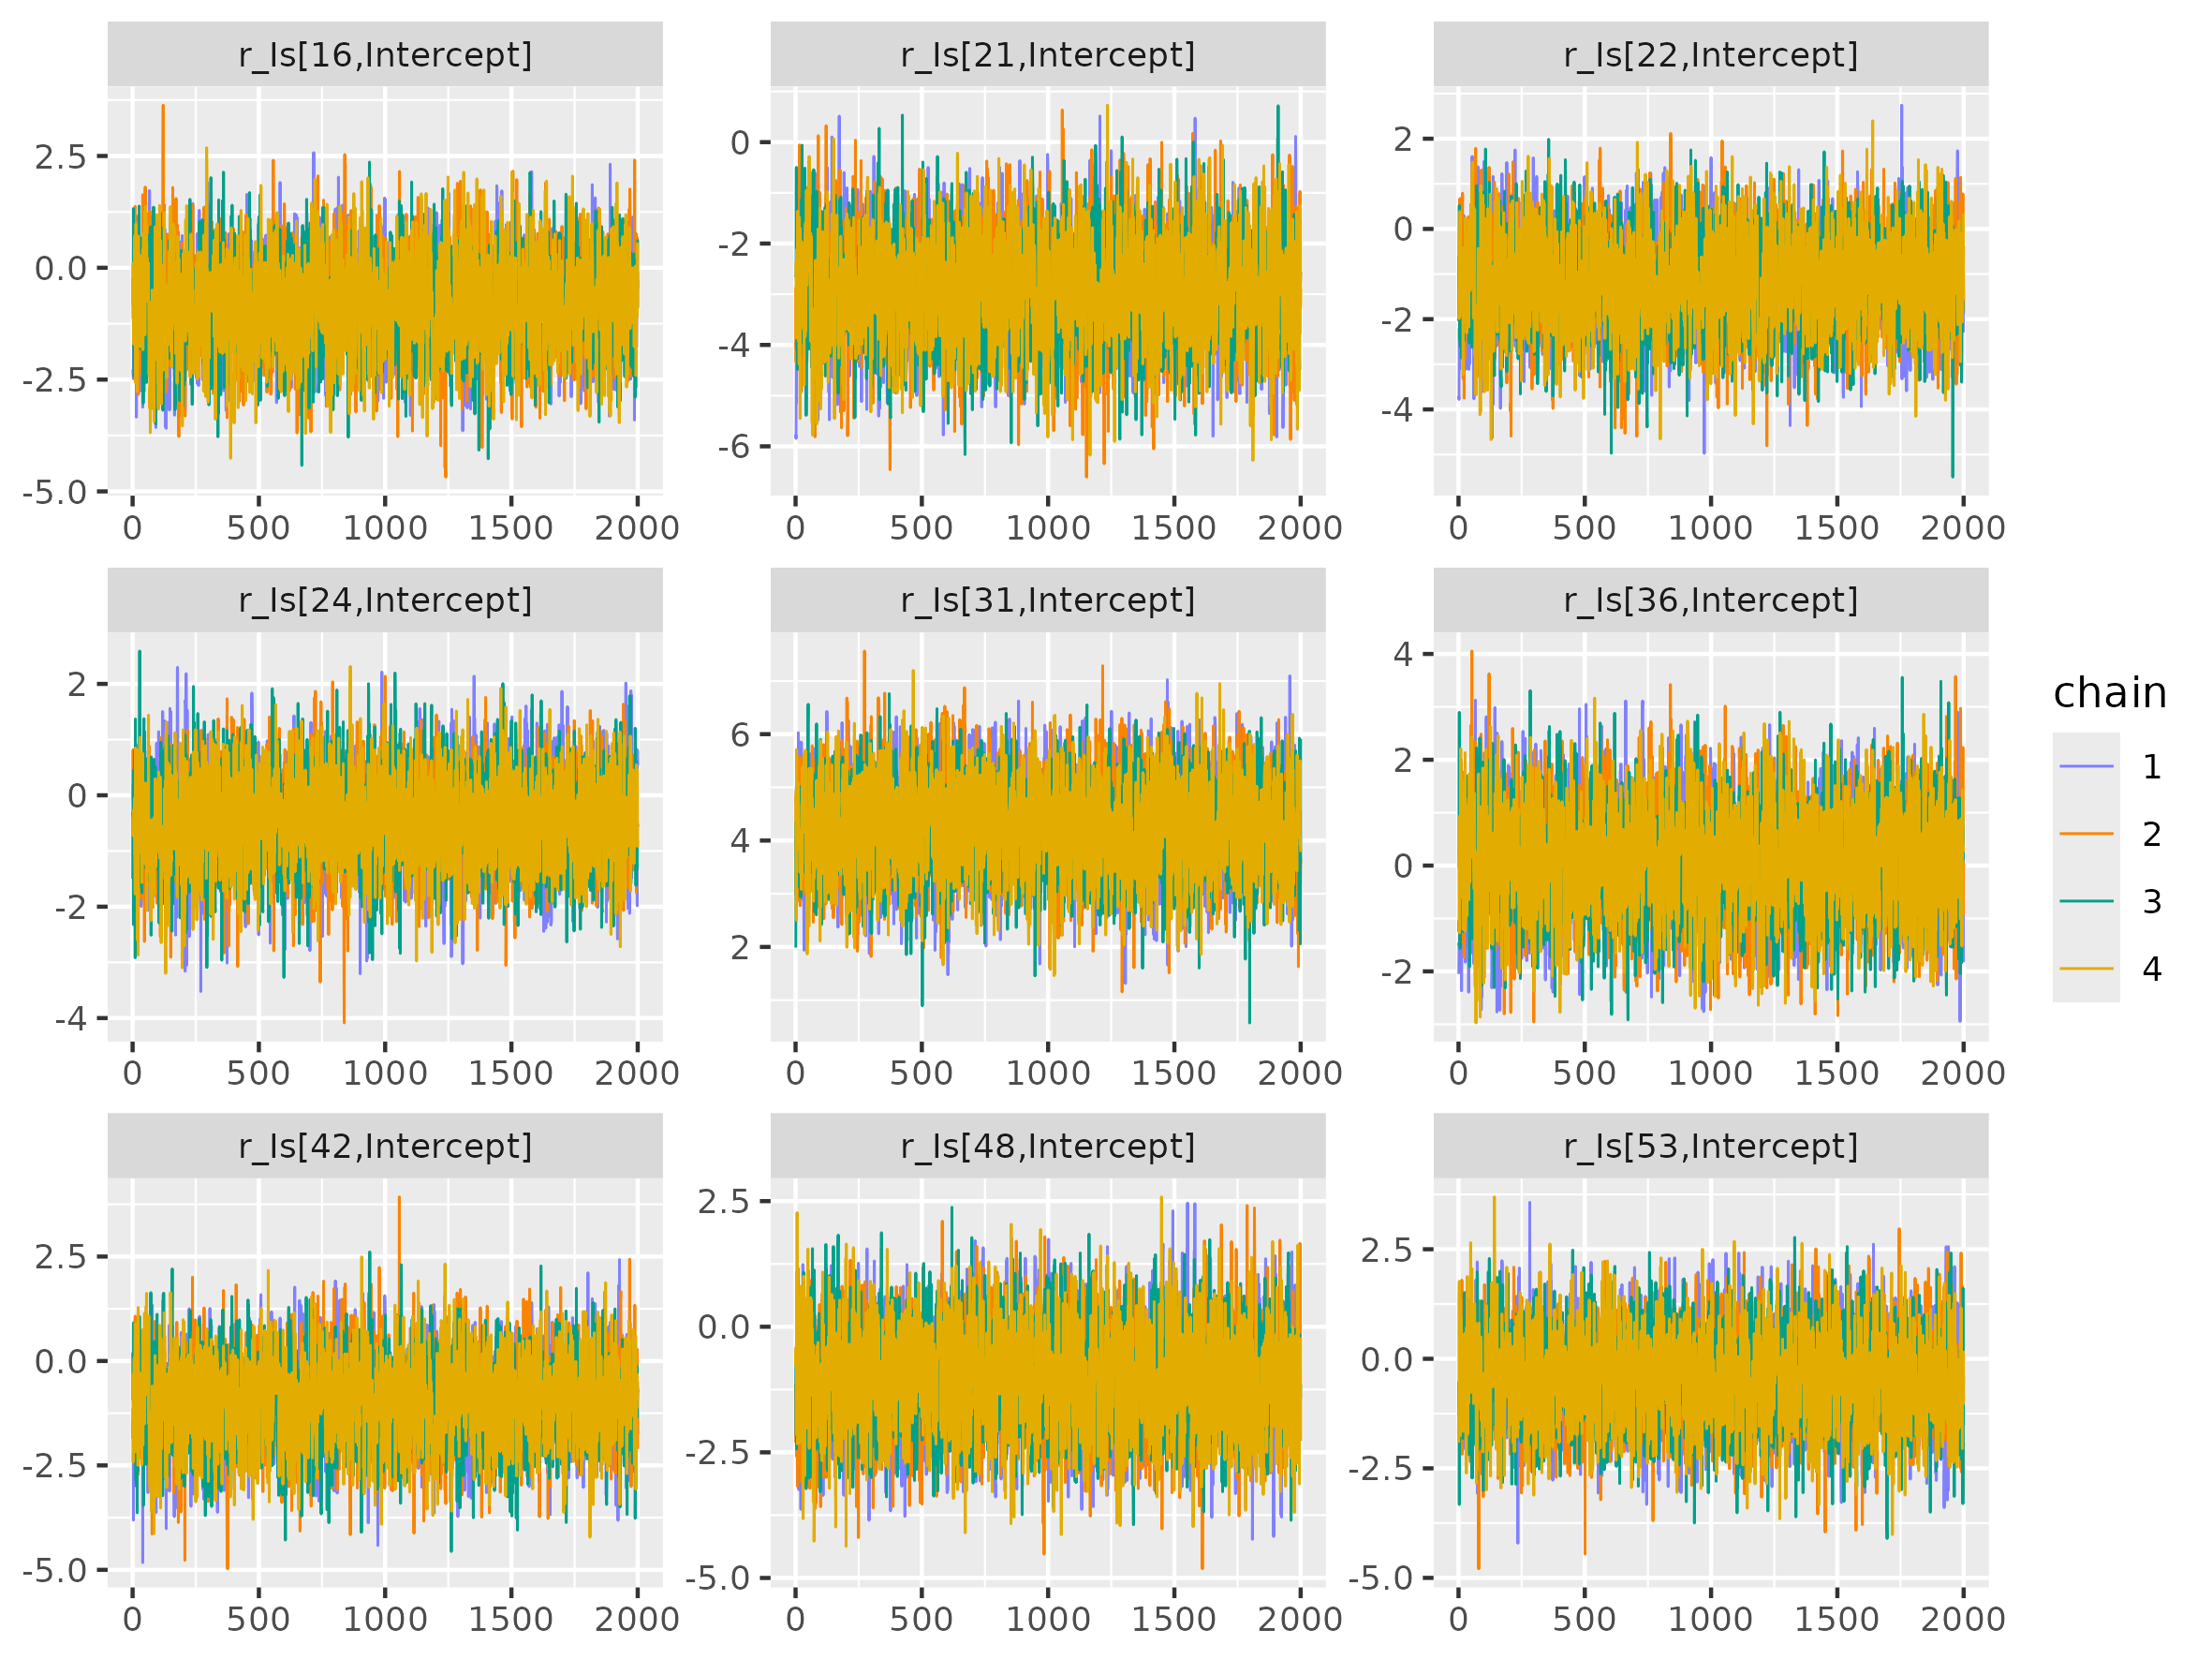 r_Is[16,Intercept] r_Is[21,Intercept] r_Is[22,Intercept]
2.5 0.0 -2.5 -5.0
0 -2 -4 -6
2 0 -2 -4
0 500 1000 1500 2000 0 500 1000 1500 2000 0 500 1000 1500 2000
r_Is[24,Intercept] r_Is[31,Intercept] r_Is[36,Intercept]
2 0 -2 -4
6 4 2
4 2 0 -2
0 500 1000 1500 2000 0 500 1000 1500 2000 0 500 1000 1500 2000
r_Is[42,Intercept] r_Is[48,Intercept] r_Is[53,Intercept]
2.5 0.0 -2.5 -5.0
2.5 0.0 -2.5 -5.0
2.5 0.0 -2.5 -5.0
0 500 1000 1500 2000 0 500 1000 1500 2000 0 500 1000 1500 2000
chain
1
2
3
4